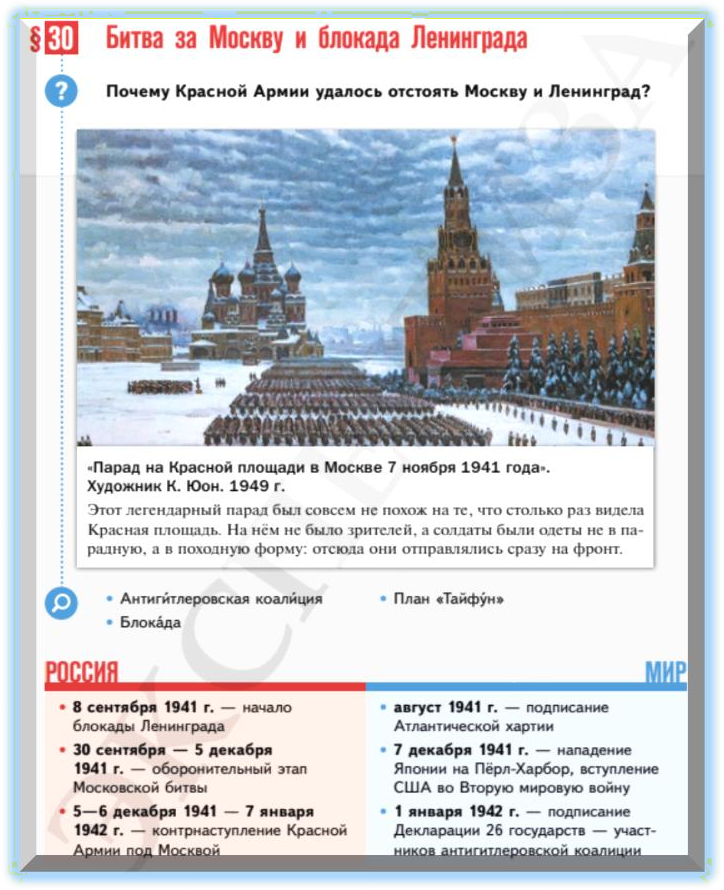 § 30 Битва за Москву и блокада Ленинграда
? Почему Красной Армии удалось отстоять Москву и Ленинград?
«Парад на Красной площади в Москве 7 ноября 1941 года».
Художник К. Юон. 1949 г.
Этот легендарный парад был совсем не похож на те, что столько раз видела
Красная площадь. На нём не было зрителей, а солдаты были одеты не в па-
радную, а в походную форму: отсюда они отправлялись сразу на фронт.
• Антиги́тлеровская коали́ция
• Блока́да
• План «Тайфу́н»
РОССИЯ
• 8 сентября 1941 г. — начало
блокады Ленинграда
• 30 сентября — 5 декабря
1941 г. — оборонительный этап
Московской битвы
• 5—6 декабря 1941 — 7 января
1942 г. — контрнаступление Красной
Армии под Москвой
МИР
• август 1941 г. — подписание
Атлантической хартии
• 7 декабря 1941 г. — нападение
Японии на Пёрл-Харбор, вступление
США во Вторую мировую войну
• 1 января 1942 г. — подписание
Декларации 26 государств — участ-
ников антигитлеровской коалиции